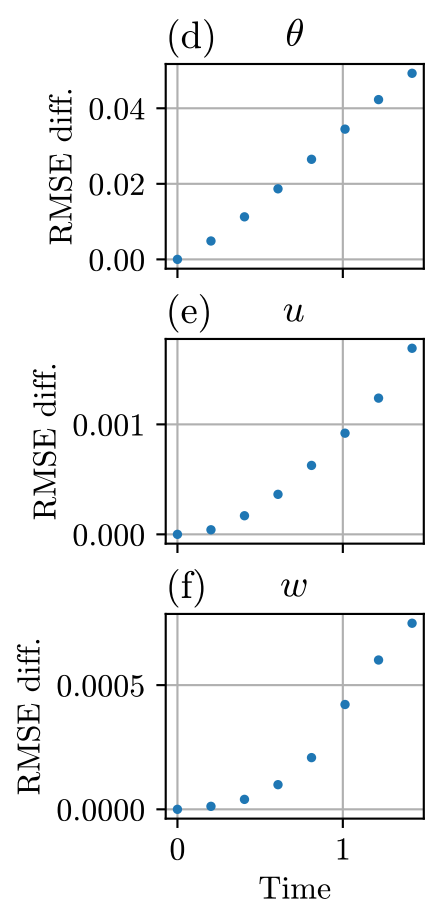 (d) θ
RMSE diff.
0.04
0.02
0.00
(e) u
RMSE diff.
0.001
0.000
(f) w
RMSE diff.
0.0005
0.0000
0 1
Time